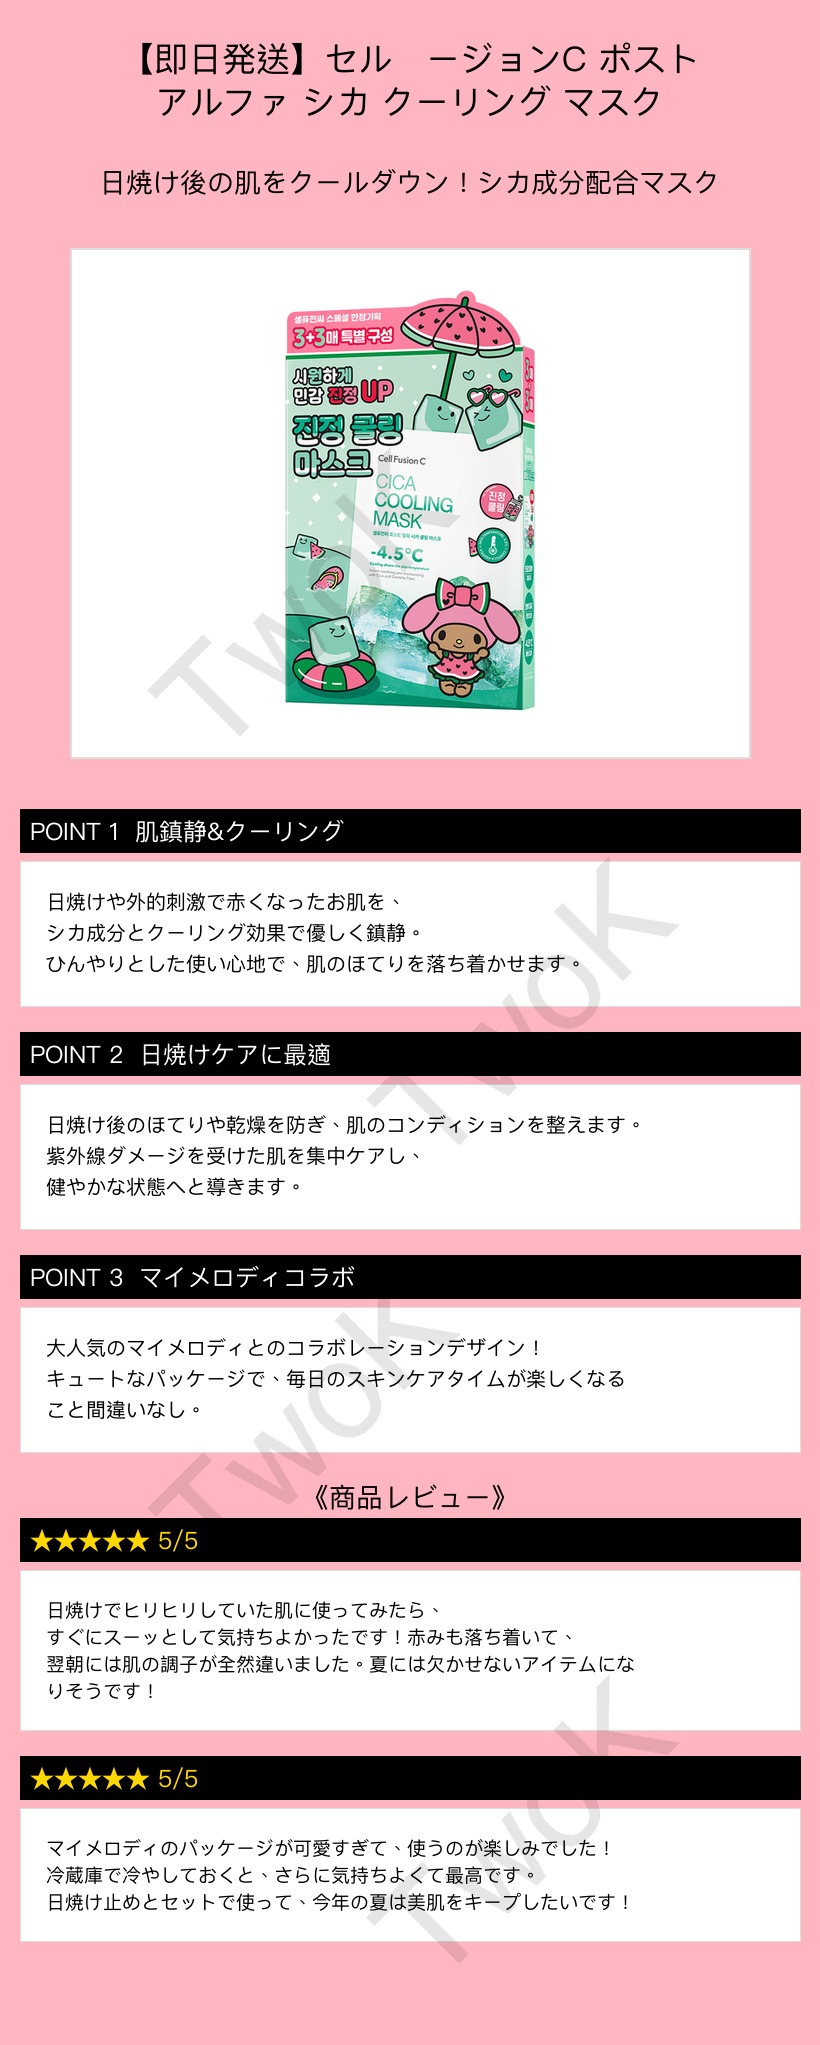 【即日発送】セル　ージョンC ポスト
アルファ シカ クーリング マスク
日焼け後の肌をクールダウン！シカ成分配合マスク
셀퓨전씨 스페셜 한정기획
3+3매 특별 구성
시원하게
민감 진정 UP
진정 쿨링
마스크
Cell Fusion C
CICA
COOLING
MASK
셀퓨전씨 포스트 알파 시카 쿨링 마스크
-4.5°C
Cooling down the skin temperature
진정
쿨링
TwoK
POINT 1 肌鎮静&クーリング
日焼けや外的刺激で赤くなったお肌を、
シカ成分とクーリング効果で優しく鎮静。
ひんやりとした使い心地で、肌のほてりを落ち着かせます。
TwoK
POINT 2 日焼けケアに最適
日焼け後のほてりや乾燥を防ぎ、肌のコンディションを整えます。
紫外線ダメージを受けた肌を集中ケアし、
健やかな状態へと導きます。
POINT 3 マイメロディコラボ
大人気のマイメロディとのコラボレーションデザイン！
キュートなパッケージで、毎日のスキンケアタイムが楽しくなる
こと間違いなし。
TwoK
《商品レビュー》
★★★★★ 5/5
日焼けでヒリヒリしていた肌に使ってみたら、
すぐにスーッとして気持ちよかったです！赤みも落ち着いて、
翌朝には肌の調子が全然違いました。夏には欠かせないアイテムにな
りそうです！
★★★★★ 5/5
マイメロディのパッケージが可愛すぎて、使うのが楽しみでした！
冷蔵庫で冷やしておくと、さらに気持ちよくて最高です。
日焼け止めとセットで使って、今年の夏は美肌をキープしたいです！
TwoK